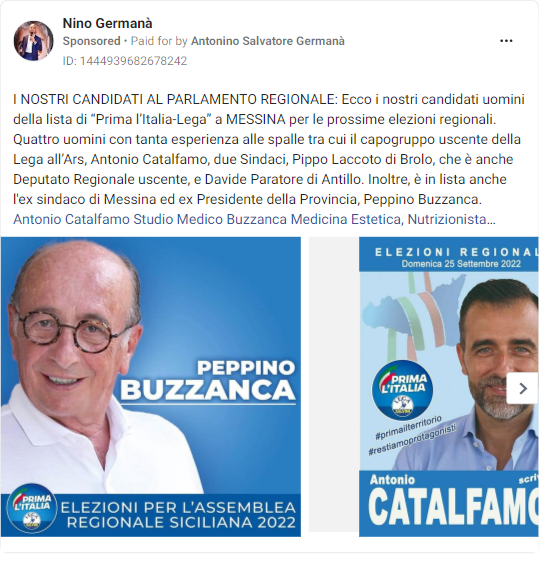 Nino Germanà
Sponsored • Paid for by Antonino Salvatore Germanà
ID: 1444939682678242
I NOSTRI CANDIDATI AL PARLAMENTO REGIONALE: Ecco i nostri candidati uomini
della lista di “Prima l’Italia-Lega” a MESSINA per le prossime elezioni regionali.
Quattro uomini con tanta esperienza alle spalle tra cui il capogruppo uscente della
Lega all’Ars, Antonio Catalfamo, due Sindaci, Pippo Laccoto di Brolo, che è anche
Deputato Regionale uscente, e Davide Paratore di Antillo. Inoltre, è in lista anche
l'ex sindaco di Messina ed ex Presidente della Provincia, Peppino Buzzanca.
Antonio Catalfamo Studio Medico Buzzanca Medicina Estetica, Nutrizionista…
PEPPINO
BUZZANCA
PRIMA
L'ITALIA
ELEZIONI PER L'ASSEMBLEA
REGIONALE SICILIANA 2022
ELEZIONI REGIONAL
Domenica 25 Settembre 2022
PRIMA
L'ITALIA
#primailterritorio
#restiamoprotagonisti
Antonio
scriv
CATALFAMO